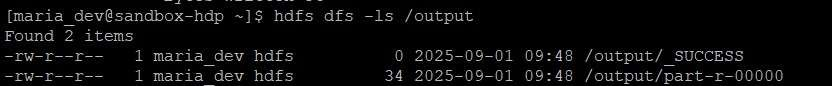 [maria_dev@sandbox-hdp ~]$ hdfs dfs -ls /output
Found 2 items
-rw-r--r--   1 maria_dev hdfs          0 2025-09-01 09:48 /output/_SUCCESS
-rw-r--r--   1 maria_dev hdfs         34 2025-09-01 09:48 /output/part-r-00000